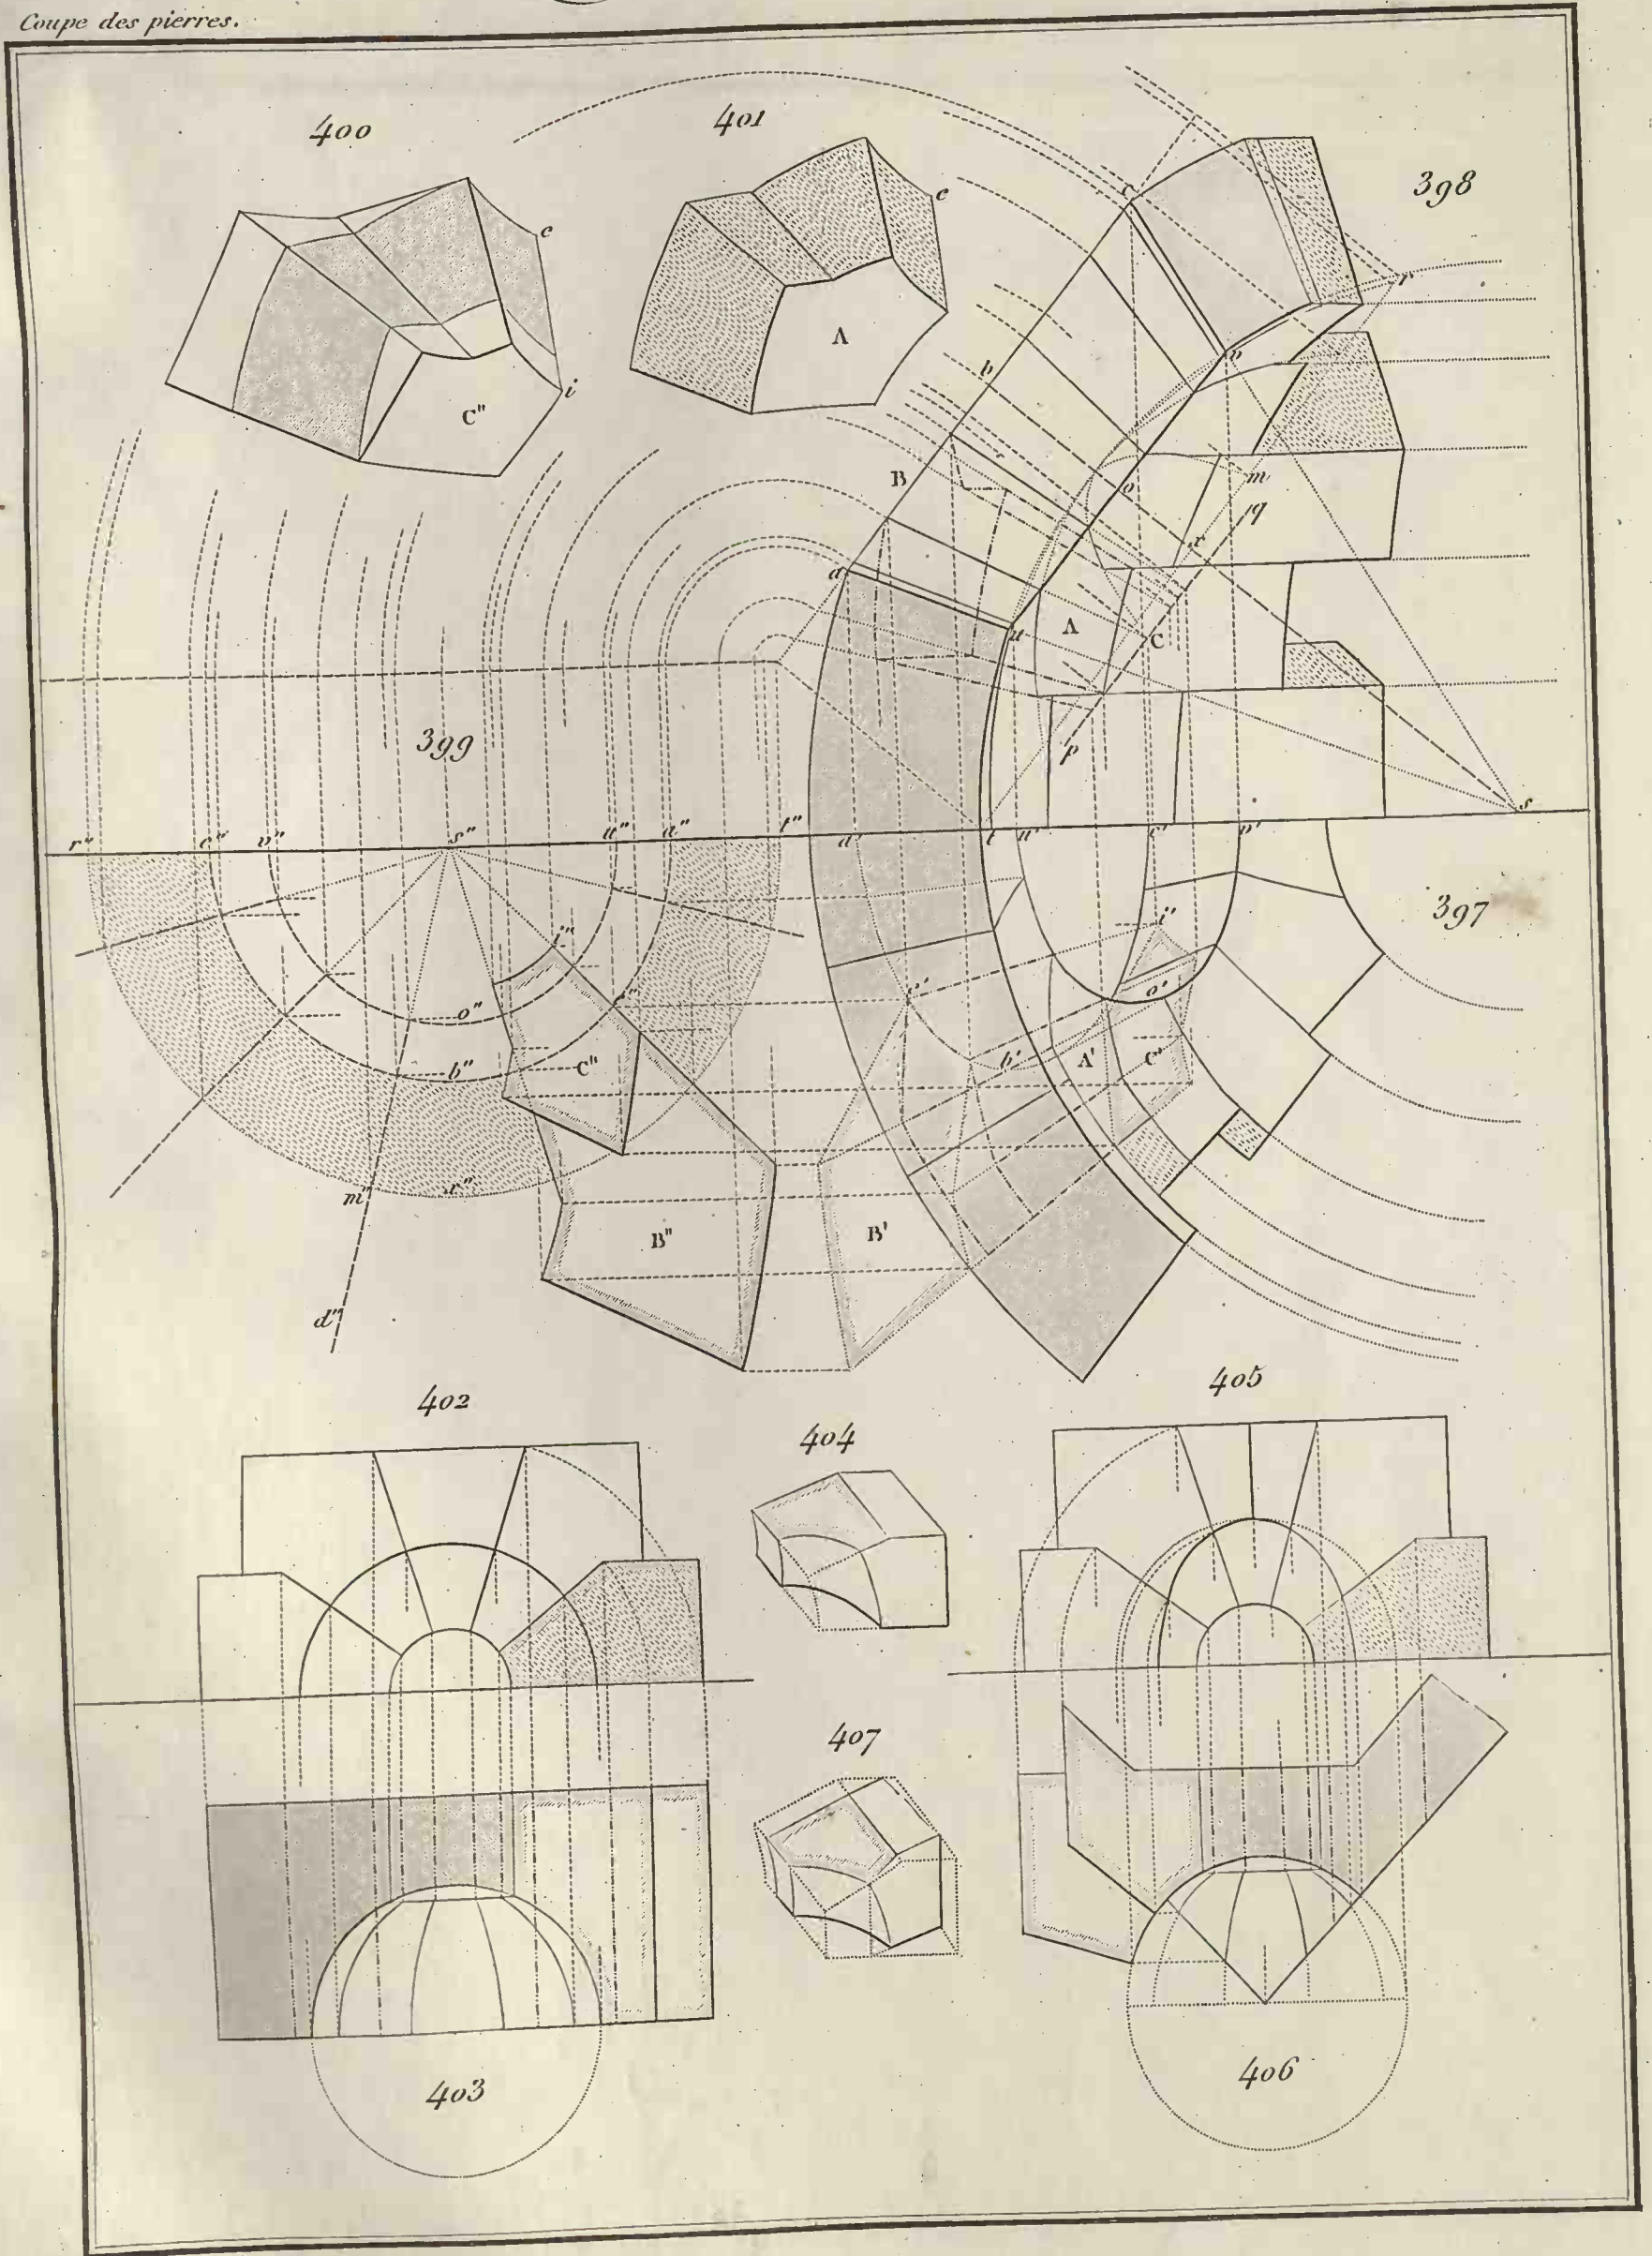 Coupe des pierres.
400
401
398
c
c
c
r
A
i
C"
b
v
B
o
m
q
x
a
A
u
C
399
p
s
r" c" v" s" u" a" t" a' t u' c' v'
397
i"
i'
c'
o"
o'
b"
b'
C"
A'
C'
m" x"
B"
B'
d"
402
405
404
407
403
406